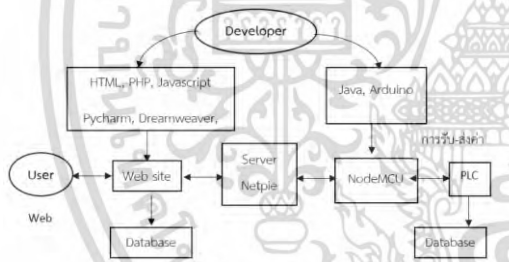 Developer
HTML, PHP, Javascript
Pycharm, Dreamweaver,
Java, Arduino
การรับ-ส่งค่า
User
Web site
Server
Netpie
NodeMCU
PLC
Web
Database
Database